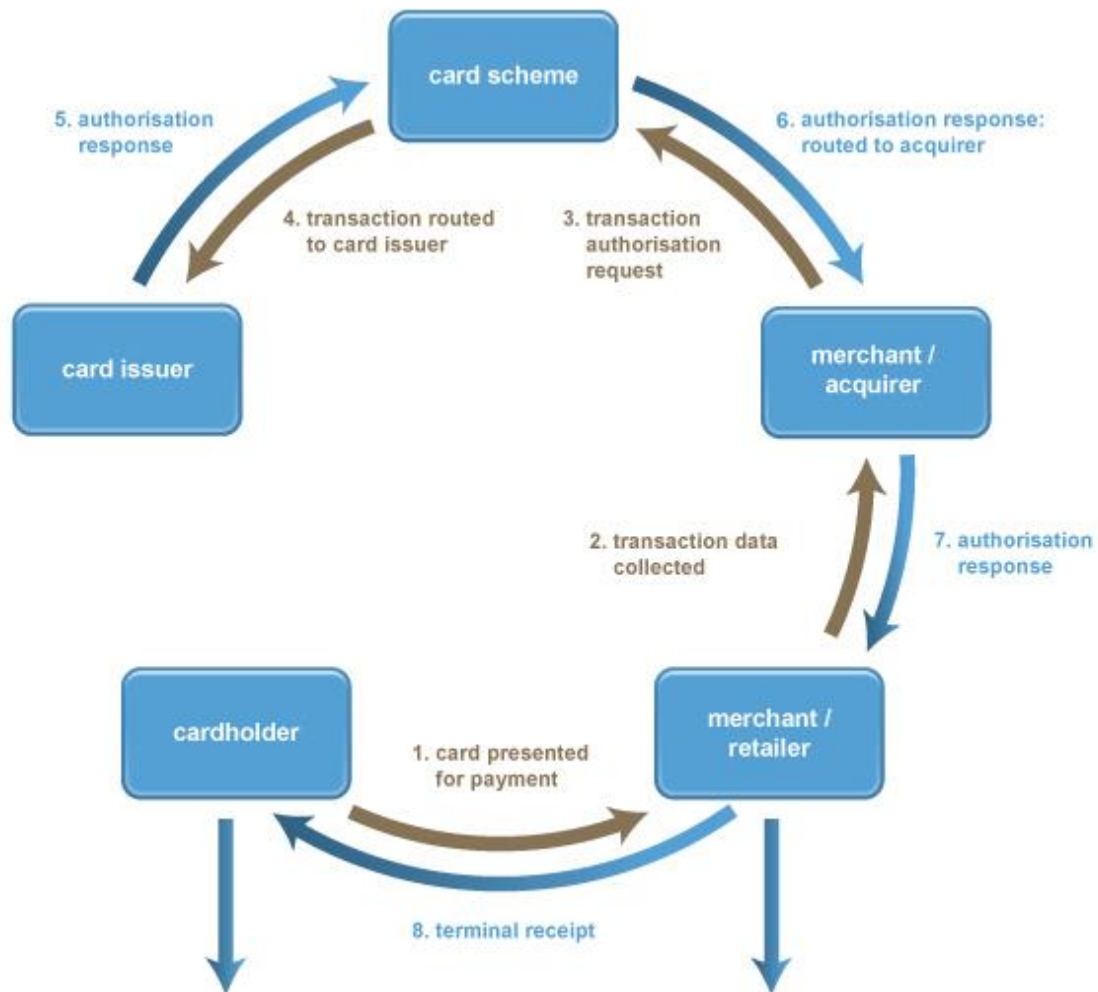 card scheme
5. authorisation
response
6. authorisation response:
routed to acquirer
4. transaction routed
to card issuer
3. transaction
authorisation
request
card issuer
merchant /
acquirer
2. transaction data
collected
7. authorisation
response
cardholder
merchant /
retailer
1. card presented
for payment
8. terminal receipt